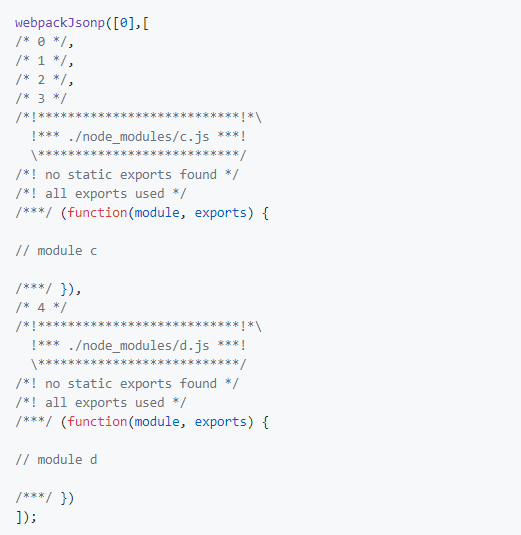 webpackJsonp([0],[
/* 0 */,
/* 1 */,
/* 2 */,
/* 3 */
/*!***************************!*\
  !*** ./node_modules/c.js ***!
  \***************************/
/*! no static exports found */
/*! all exports used */
/***/ (function(module, exports) {
// module c
/***/ }),
/* 4 */
/*!***************************!*\
  !*** ./node_modules/d.js ***!
  \***************************/
/*! no static exports found */
/*! all exports used */
/***/ (function(module, exports) {
// module d
/***/ })
]);